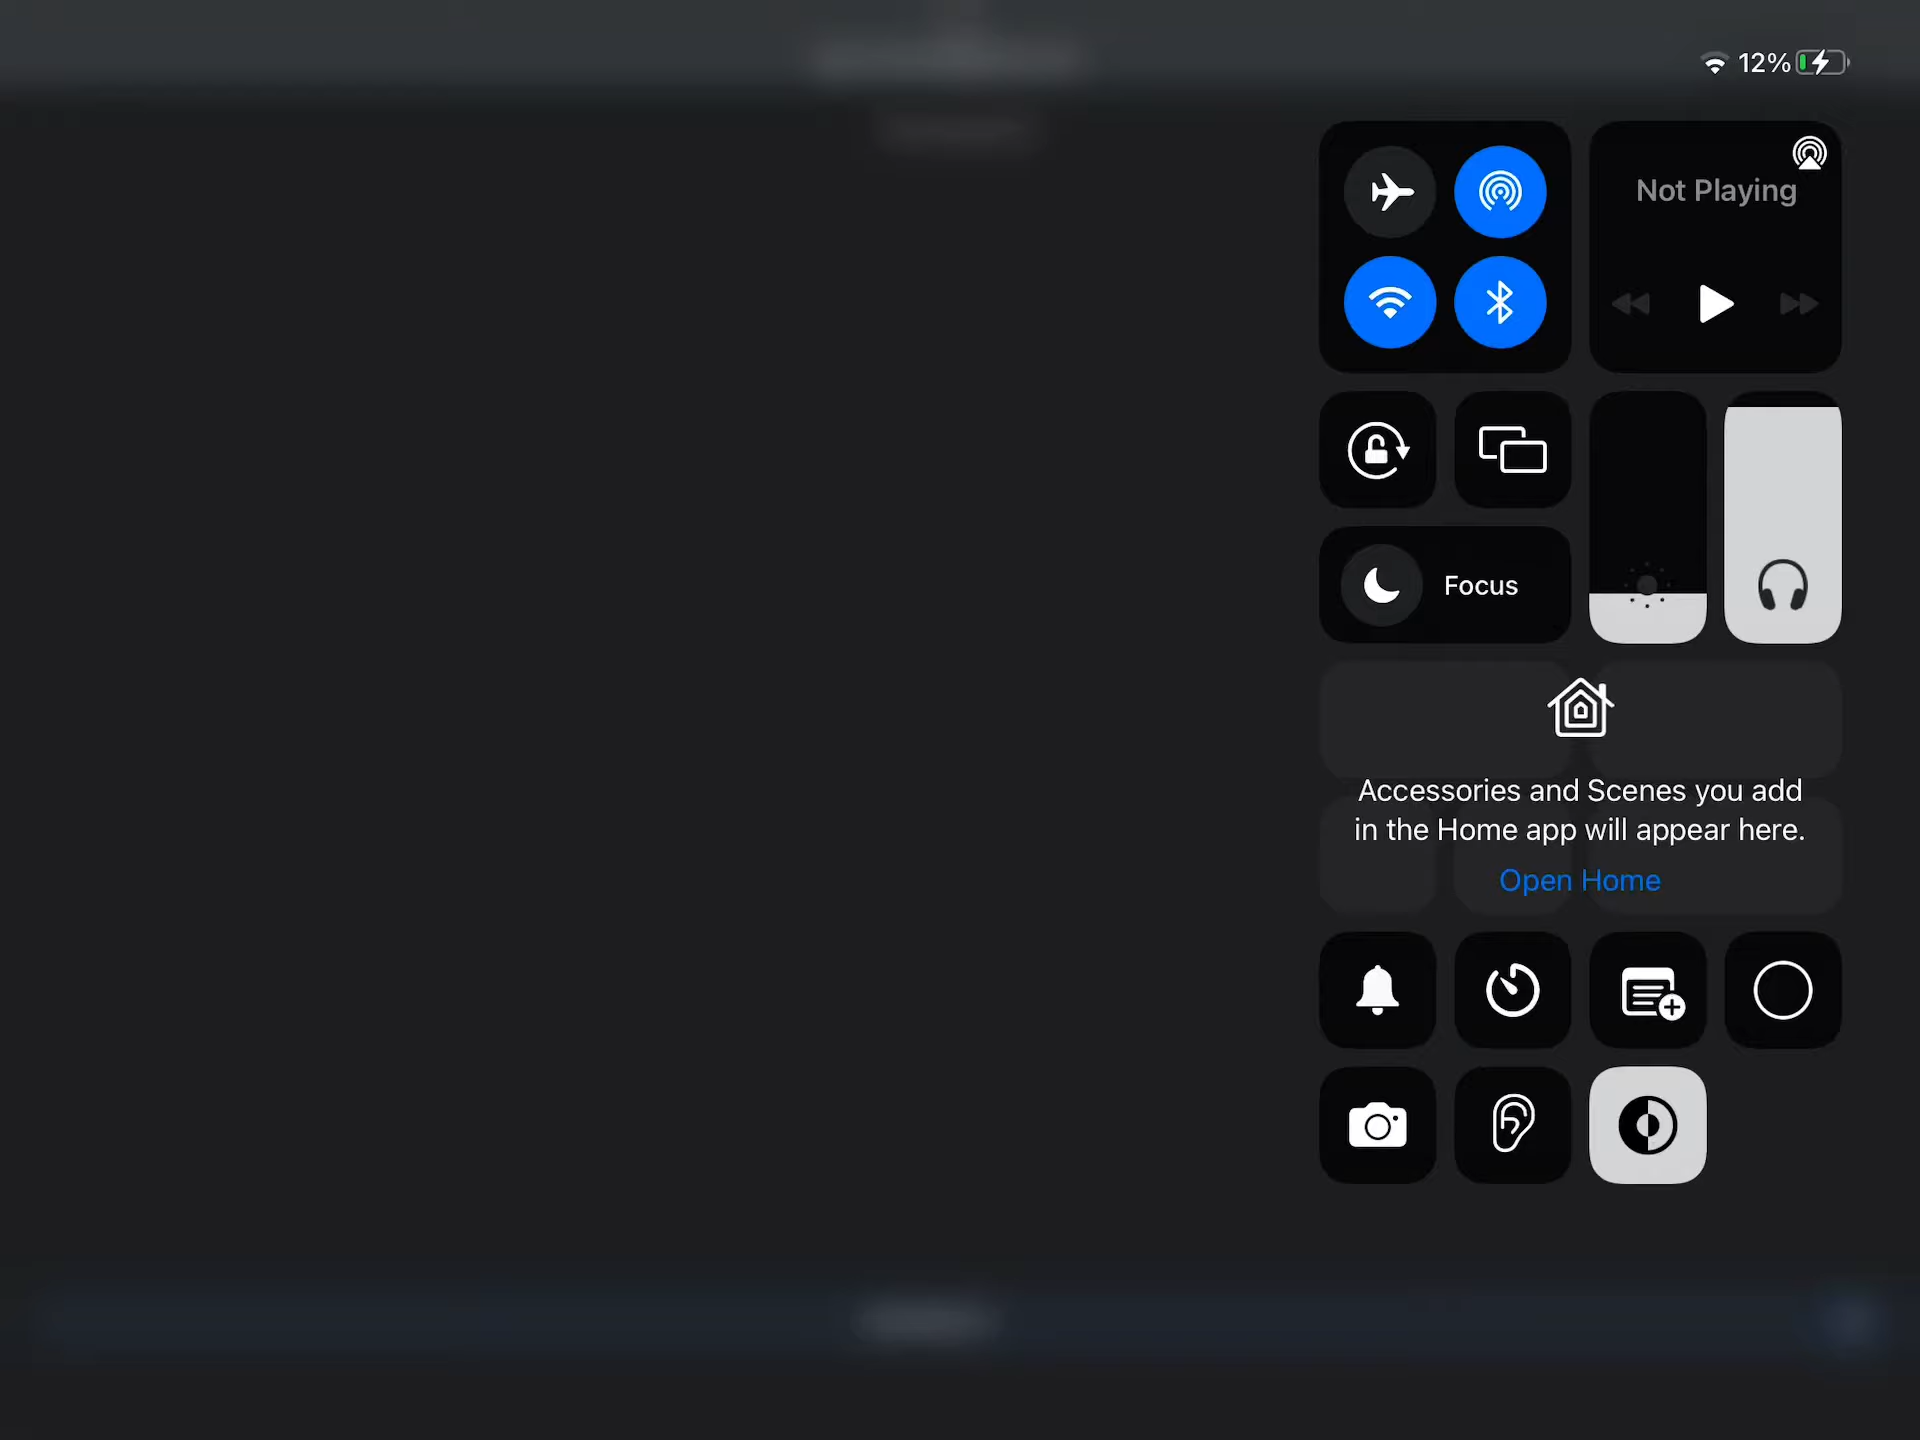 12%
Not Playing
Focus
Accessories and Scenes you add
in the Home app will appear here.
Open Home